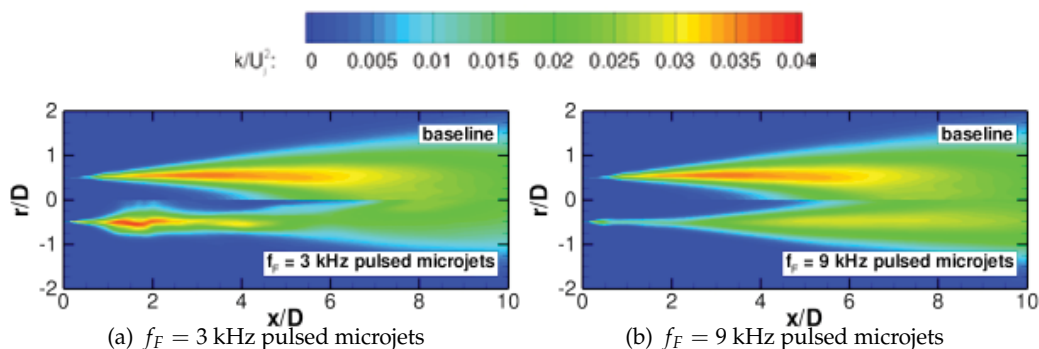 k/U_j^2: 0 0.005 0.01 0.015 0.02 0.025 0.03 0.035 0.04
2
1
0
-1
-2
r/D
baseline
f_F = 3 kHz pulsed microjets
0 2 4 6 8 10
x/D
(a) f_F = 3 kHz pulsed microjets
2
1
0
-1
-2
r/D
baseline
f_F = 9 kHz pulsed microjets
0 2 4 6 8 10
x/D
(b) f_F = 9 kHz pulsed microjets